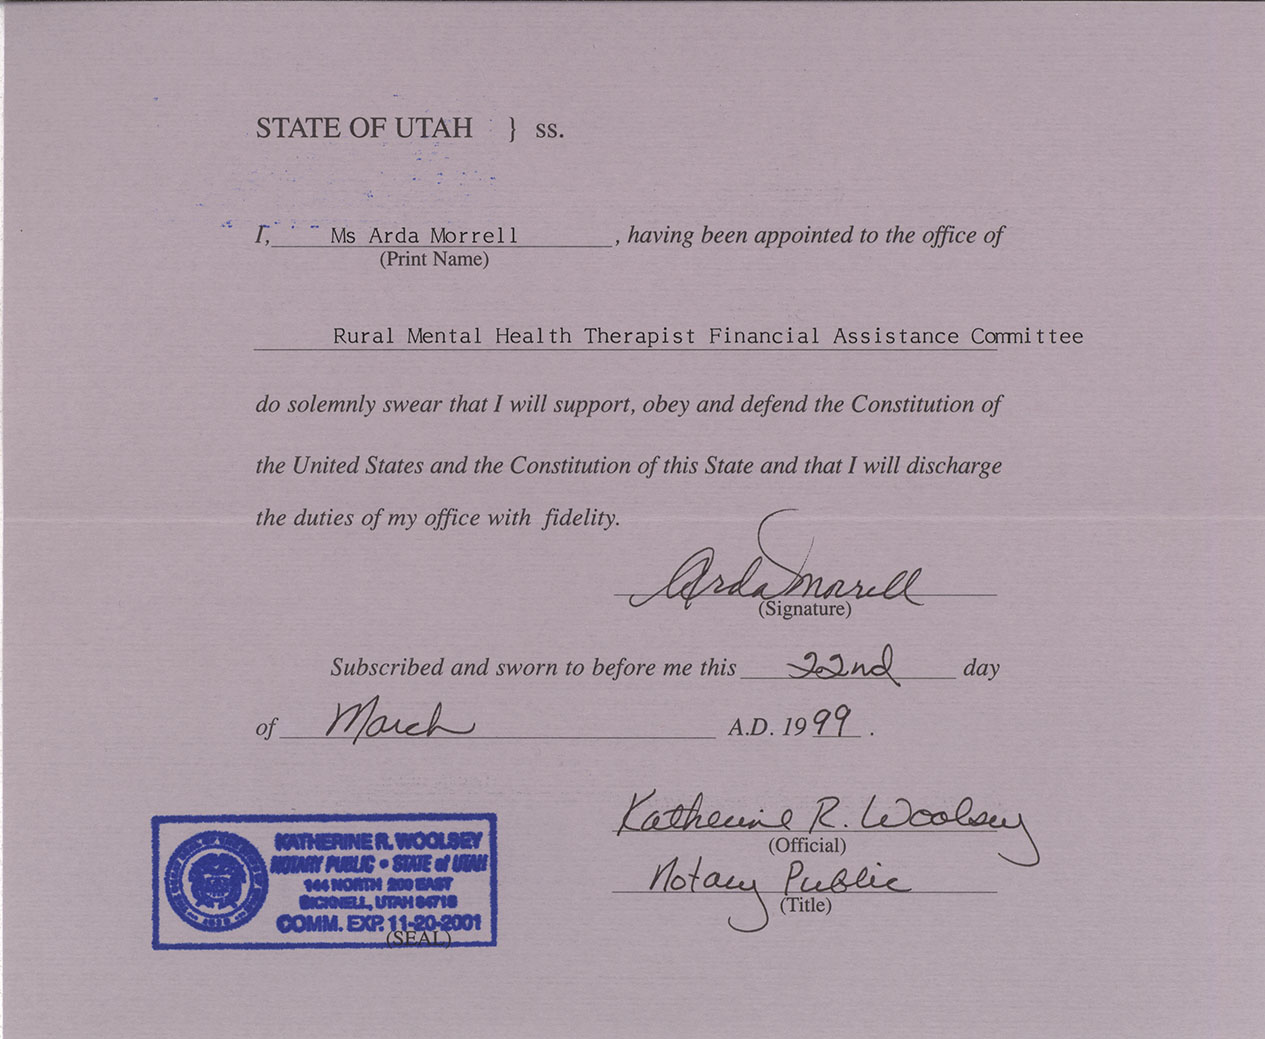 STATE OF UTAH } ss.
I, Ms Arda Morrell , having been appointed to the office of
(Print Name)
Rural Mental Health Therapist Financial Assistance Committee
do solemnly swear that I will support, obey and defend the Constitution of
the United States and the Constitution of this State and that I will discharge
the duties of my office with fidelity.
Arda Morrell
(Signature)
Subscribed and sworn to before me this 22nd day
of March A.D. 1999 .
Katherine R. Woolsey
(Official)
Notary Public
(Title)
KATHERINE R. WOOLSEY
NOTARY PUBLIC • STATE of UTAH
144 NORTH 200 EAST
BICKNELL, UTAH 84715
COMM. EXP. 11-20-2001
(SEAL)